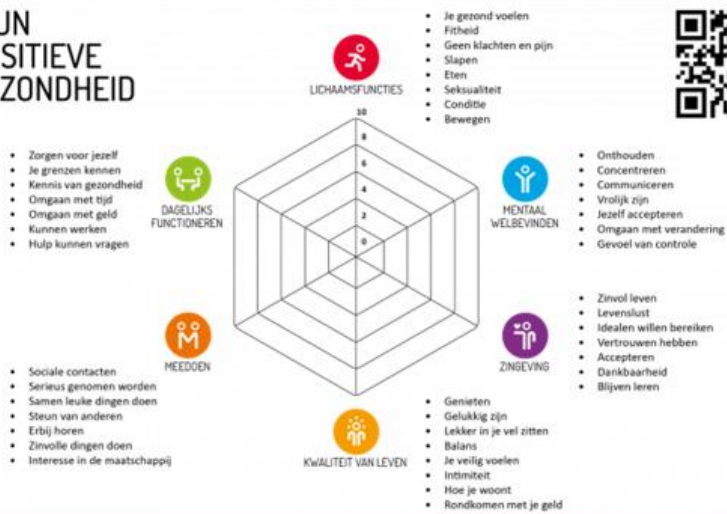 JN
SITIEVE
ZONDHEID
LICHAAMSFUNCTIES
• Je gezond voelen
• Fitheid
• Geen klachten en pijn
• Slapen
• Eten
• Seksualiteit
• Conditie
• Bewegen
10
8
6
4
2
0
• Zorgen voor jezelf
• Je grenzen kennen
• Kennis van gezondheid
• Omgaan met tijd
• Omgaan met geld
• Kunnen werken
• Hulp kunnen vragen
DAGELIJKS
FUNCTIONEREN
MENTAAL
WELBEVINDEN
• Onthouden
• Concentreren
• Communiceren
• Vrolijk zijn
• Jezelf accepteren
• Omgaan met verandering
• Gevoel van controle
MEEDOEN
• Sociale contacten
• Serieus genomen worden
• Samen leuke dingen doen
• Steun van anderen
• Erbij horen
• Zinvolle dingen doen
• Interesse in de maatschappij
ZINGEVING
• Zinvol leven
• Levenslust
• Idealen willen bereiken
• Vertrouwen hebben
• Accepteren
• Dankbaarheid
• Blijven leren
KWALITEIT VAN LEVEN
• Genieten
• Gelukkig zijn
• Lekker in je vel zitten
• Balans
• Je veilig voelen
• Intimiteit
• Hoe je woont
• Rondkomen met je geld